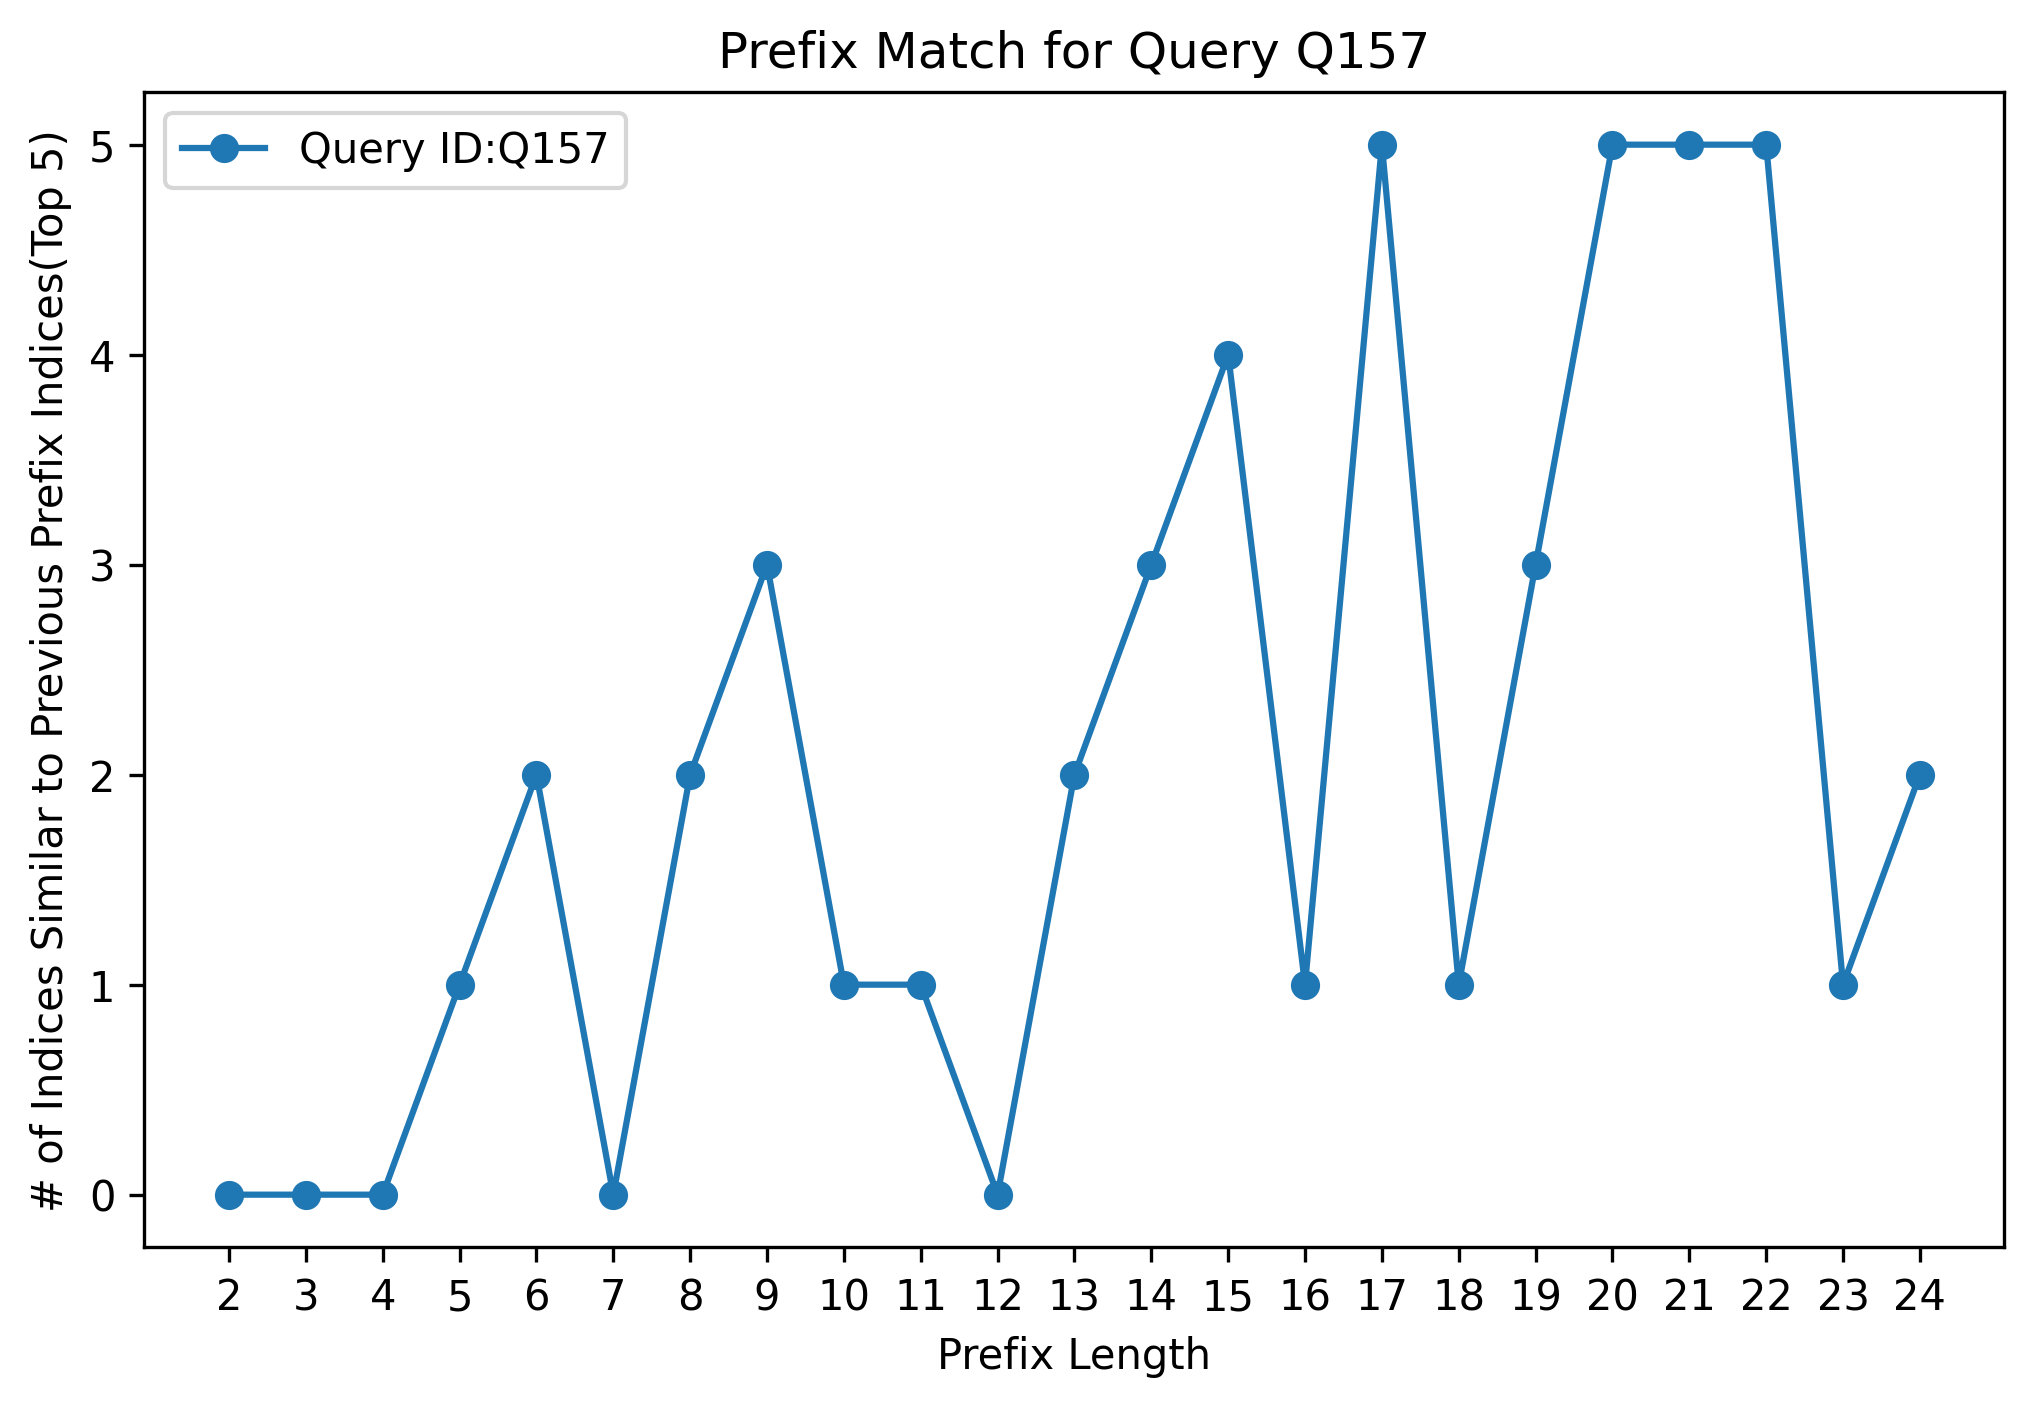 Prefix Match for Query Q157
Query ID:Q157
# of Indices Similar to Previous Prefix Indices(Top 5)
5
4
3
2
1
0
2 3 4 5 6 7 8 9 10 11 12 13 14 15 16 17 18 19 20 21 22 23 24
Prefix Length